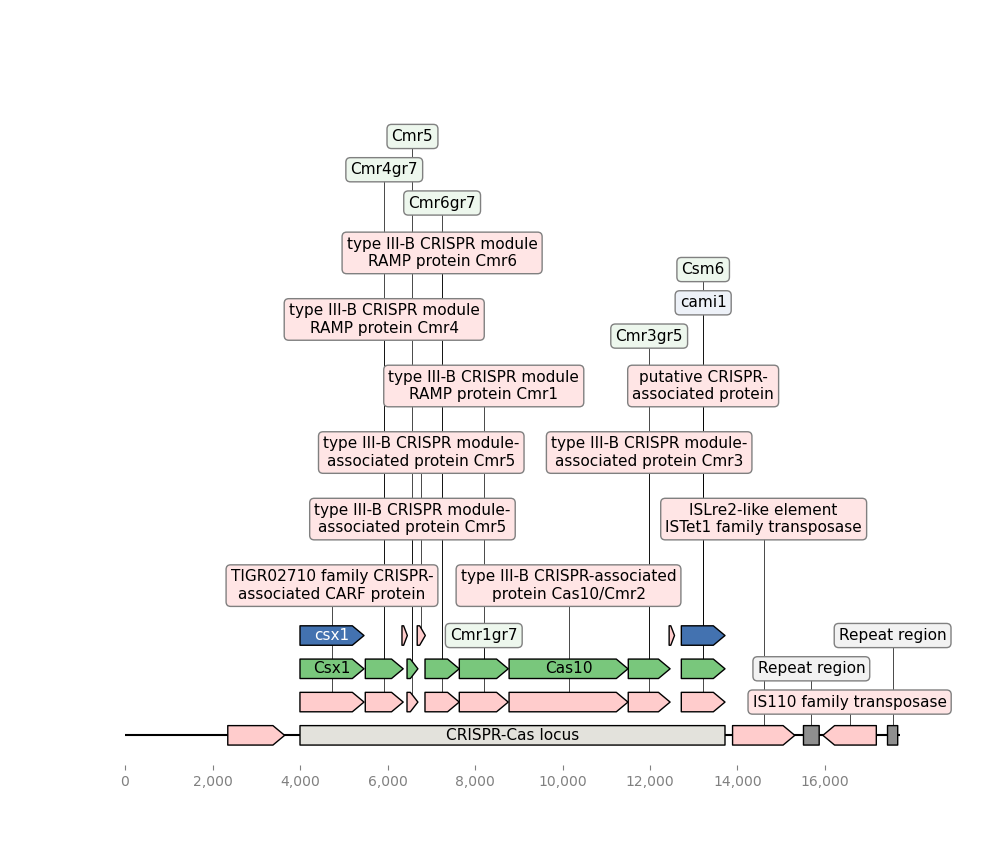 Cmr5
Cmr4gr7
Cmr6gr7
type III-B CRISPR module
RAMP protein Cmr6
Csm6
cami1
type III-B CRISPR module
RAMP protein Cmr4
Cmr3gr5
type III-B CRISPR module
RAMP protein Cmr1
putative CRISPR-
associated protein
type III-B CRISPR module-
associated protein Cmr5
type III-B CRISPR module-
associated protein Cmr3
type III-B CRISPR module-
associated protein Cmr5
ISLre2-like element
ISTet1 family transposase
TIGR02710 family CRISPR-
associated CARF protein
type III-B CRISPR-associated
protein Cas10/Cmr2
csx1
Cmr1gr7
Repeat region
Csx1
Cas10
Repeat region
IS110 family transposase
CRISPR-Cas locus
0
2,000
4,000
6,000
8,000
10,000
12,000
14,000
16,000